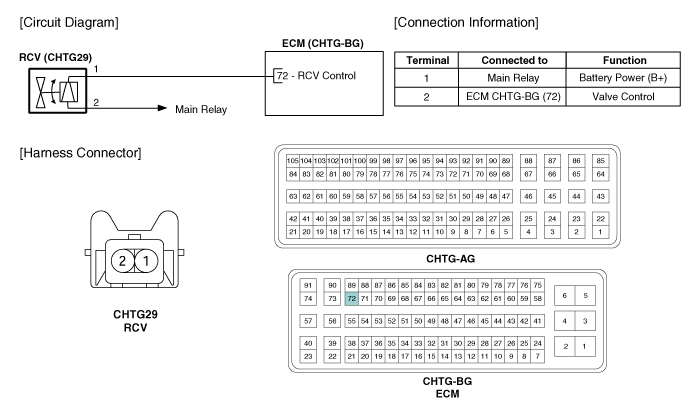 [Circuit Diagram]
[Connection Information]
RCV (CHTG29)
ECM (CHTG-BG)
1
72 - RCV Control
2
Main Relay
Terminal Connected to Function
1 Main Relay Battery Power (B+)
2 ECM CHTG-BG (72) Valve Control
[Harness Connector]
2 1
CHTG29
RCV
105 104 103 102 101 100 99 98 97 96 95 94 93 92 91 90 89 88 87 86 85
84 83 82 81 80 79 78 77 76 75 74 73 72 71 70 69 68 67 66 65 64
63 62 61 60 59 58 57 56 55 54 53 52 51 50 49 48 47 46 45 44 43
42 41 40 39 38 37 36 35 34 33 32 31 30 29 28 27 26 25 24 23 22
21 20 19 18 17 16 15 14 13 12 11 10 9 8 7 6 5 4 3 2 1
CHTG-AG
91 90 89 88 87 86 85 84 83 82 81 80 79 78 77 76 75
74 73 72 71 70 69 68 67 66 65 64 63 62 61 60 59 58 6 5
57 56 55 54 53 52 51 50 49 48 47 46 45 44 43 42 41 4 3
40 39 38 37 36 35 34 33 32 31 30 29 28 27 26 25 24 2 1
23 22 21 20 19 18 17 16 15 14 13 12 11 10 9 8 7
CHTG-BG
ECM